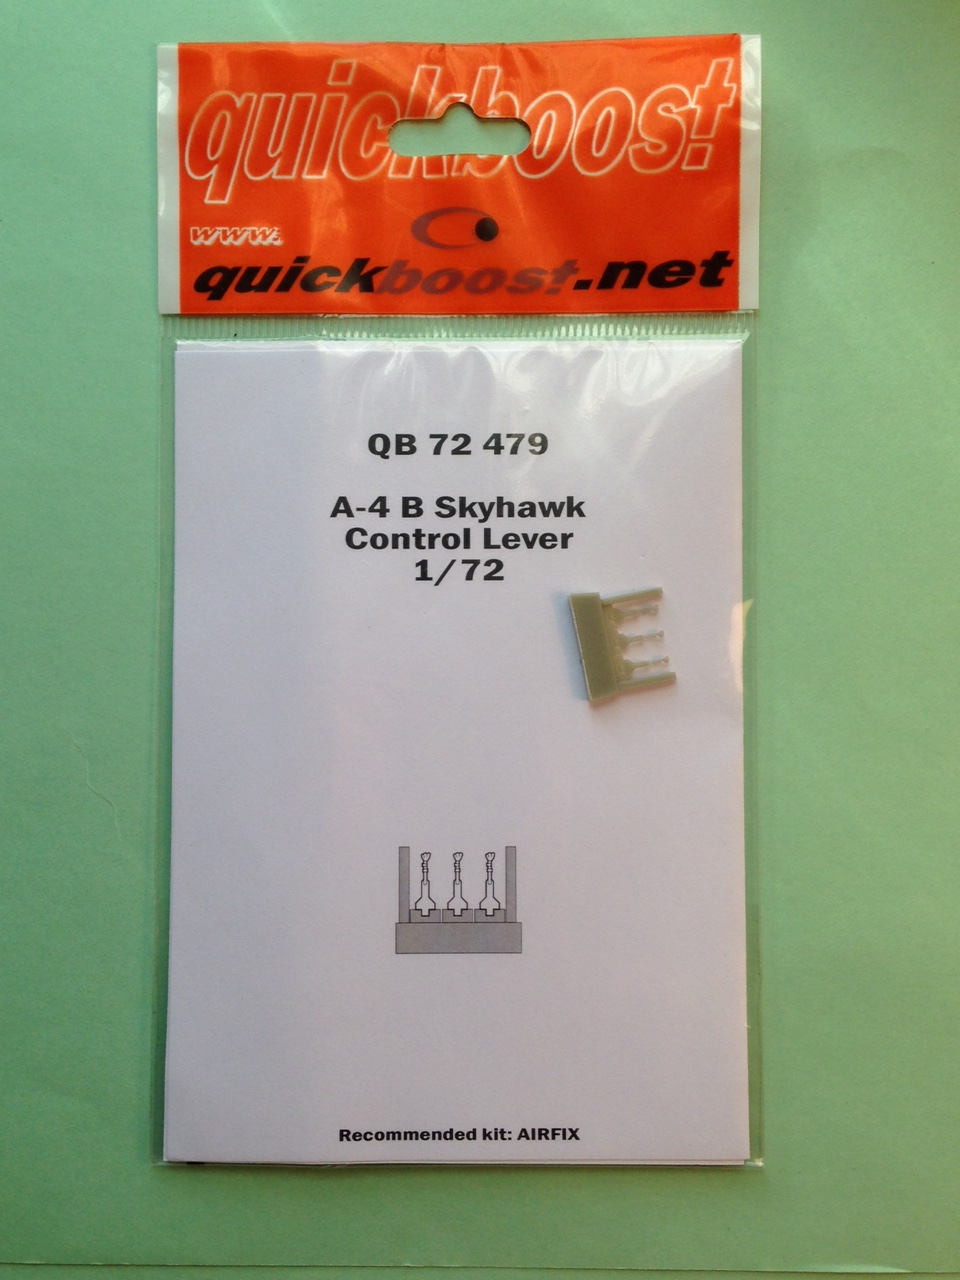 quickboost
www.
quickboost.net
QB 72 479
A-4 B Skyhawk
Control Lever
1/72
Recommended kit: AIRFIX